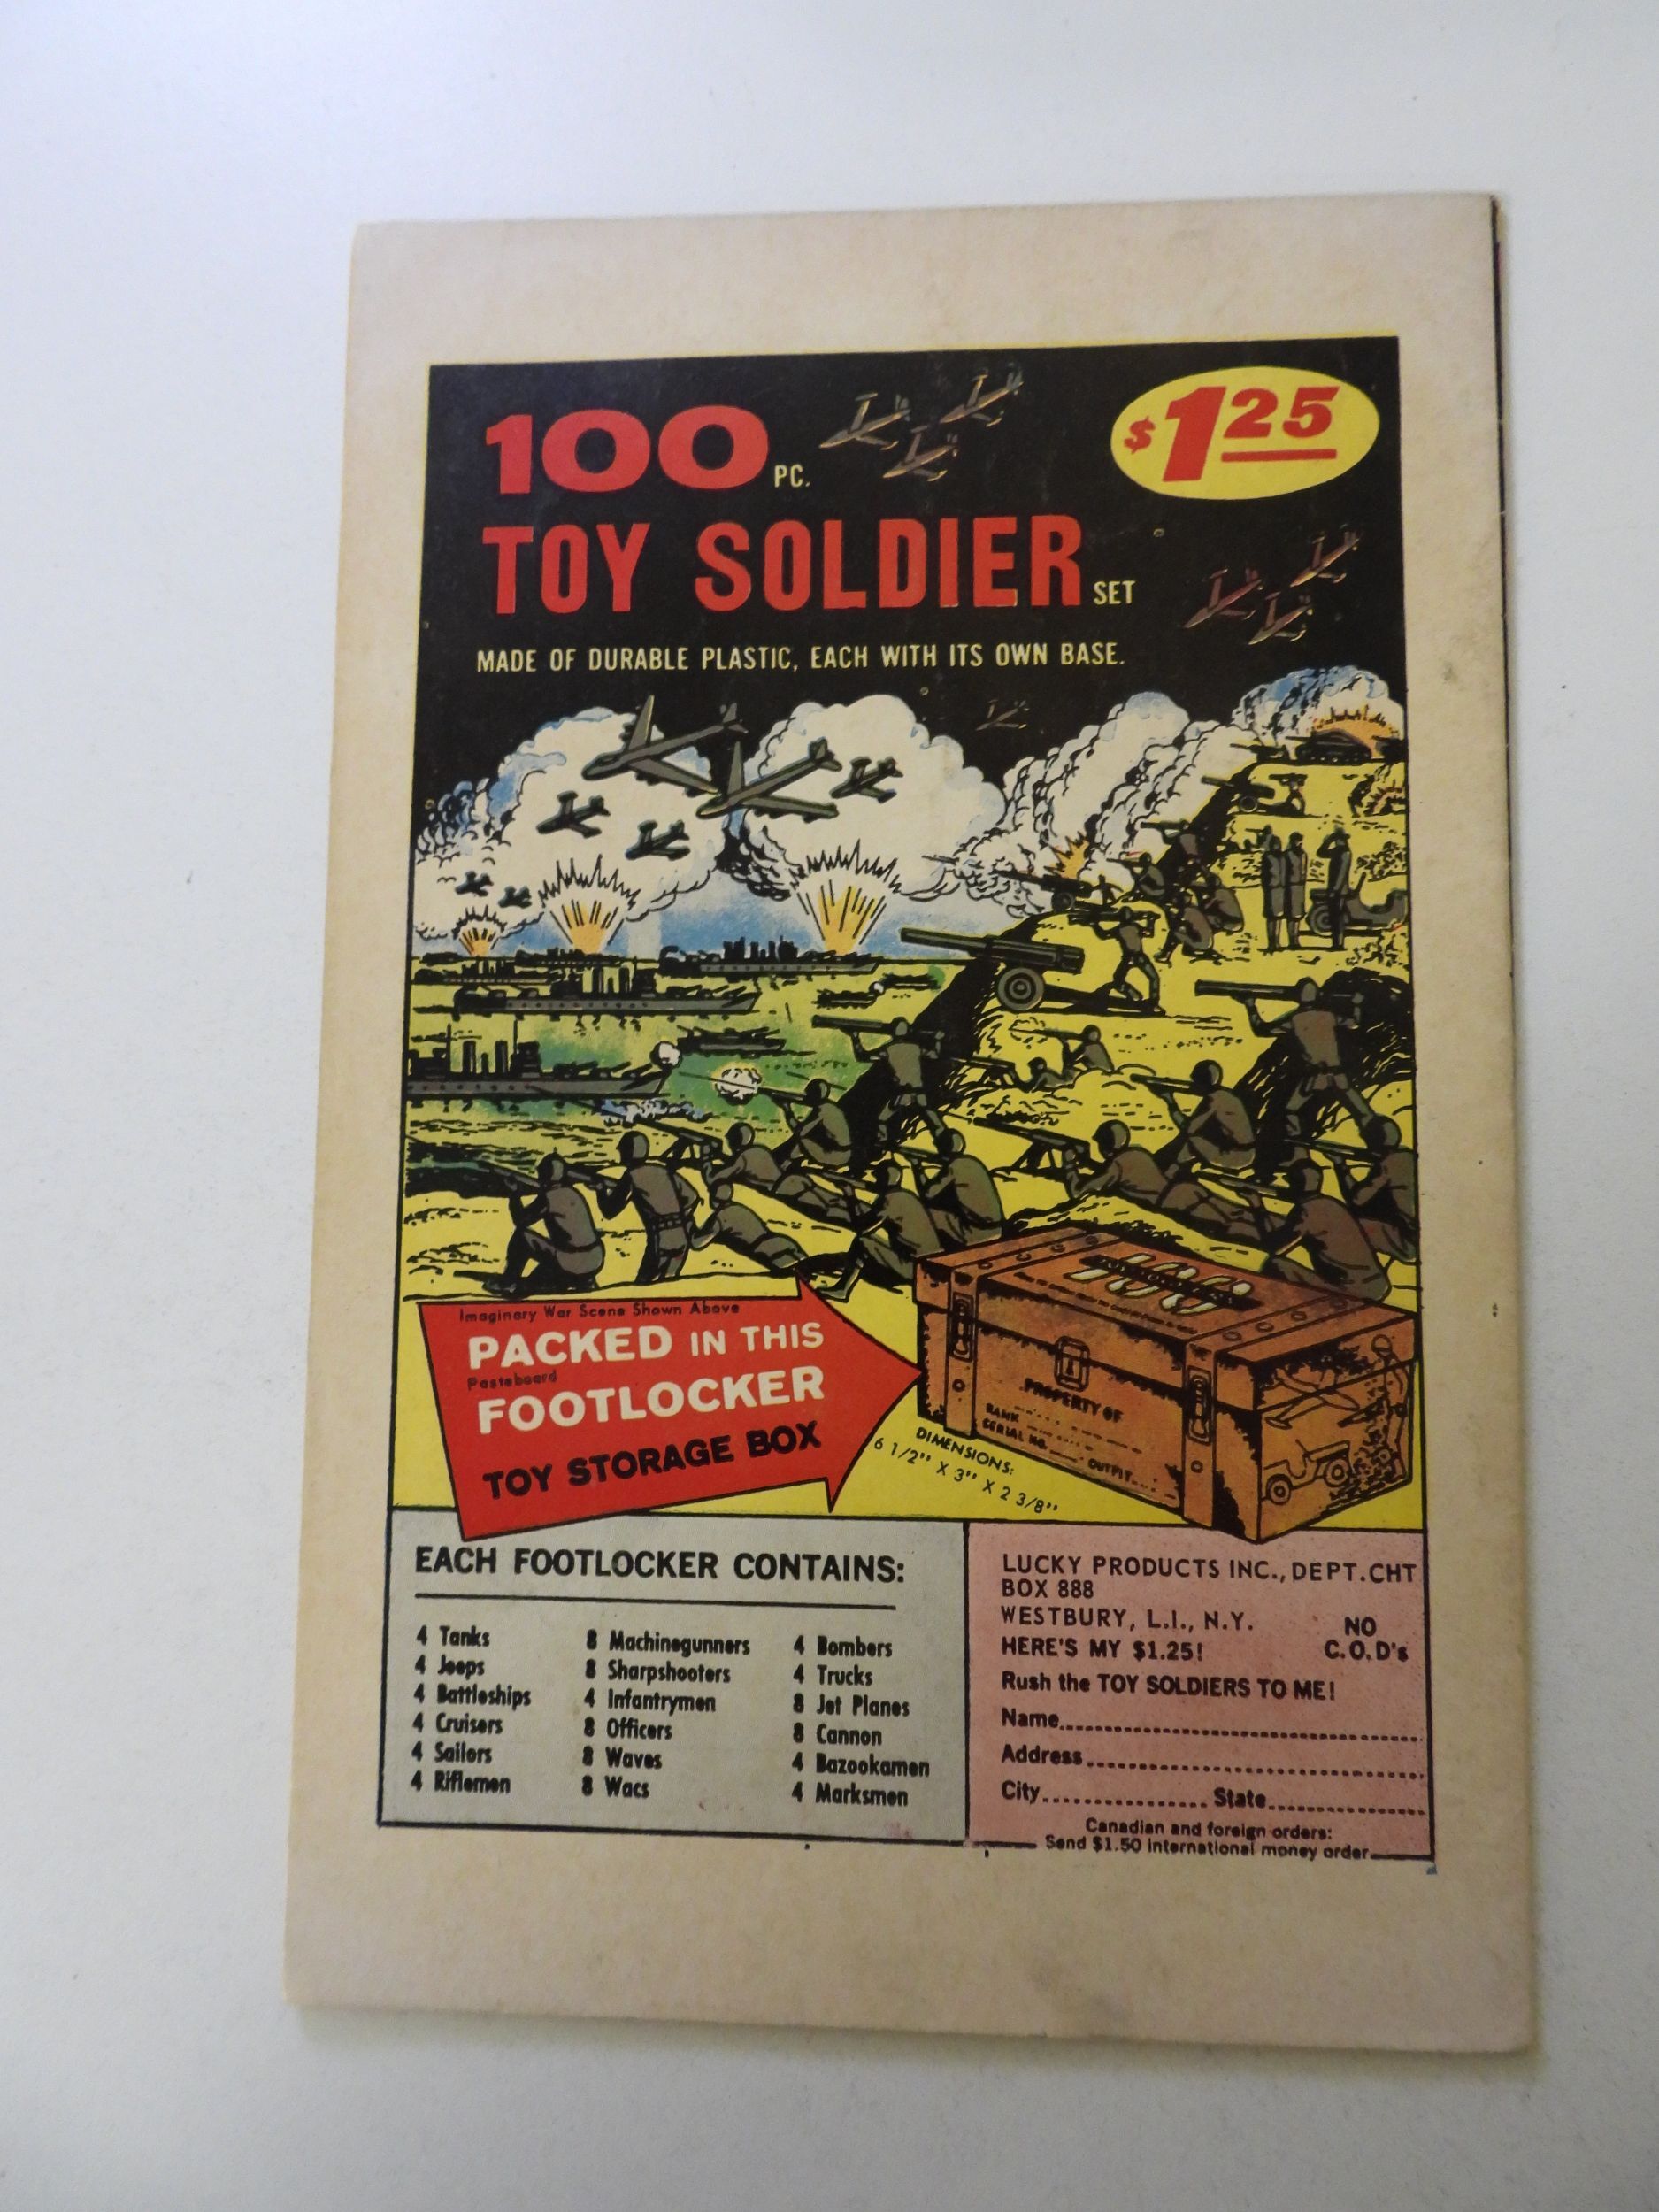 100 PC.
$1.25
TOY SOLDIER SET
MADE OF DURABLE PLASTIC, EACH WITH ITS OWN BASE.
Imaginary War Scene Shown Above
PACKED IN THIS
Pasteboard
FOOTLOCKER
TOY STORAGE BOX
100
PROPERTY OF
RANK
SERIAL NO.
OUTFIT
DIMENSIONS:
6 1/2" X 3" X 2 3/8"
EACH FOOTLOCKER CONTAINS:
4 Tanks
4 Jeeps
4 Battleships
4 Cruisers
4 Sailors
4 Riflemen
8 Machinegunners
8 Sharpshooters
4 Infantrymen
8 Officers
8 Waves
8 Wacs
4 Bombers
4 Trucks
8 Jet Planes
8 Cannon
4 Bazookamen
4 Marksmen
LUCKY PRODUCTS INC., DEPT. CHT
BOX 888
WESTBURY, L.I., N.Y.
HERE'S MY $1.25!
NO
C.O.D's
Rush the TOY SOLDIERS TO ME!
Name
Address
City State
Canadian and foreign orders:
Send $1.50 international money order